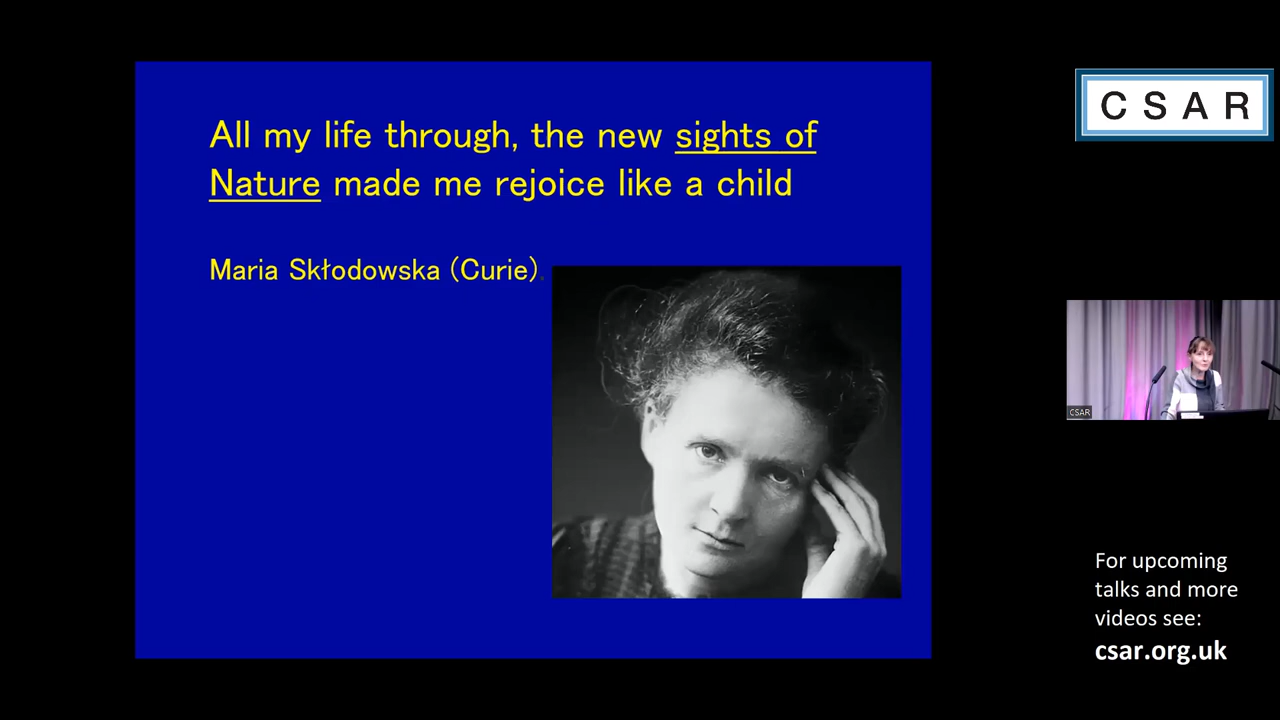 All my life through, the new sights of
Nature made me rejoice like a child
Maria Skłodowska (Curie)
CSAR
CSAR
For upcoming
talks and more
videos see:
csar.org.uk